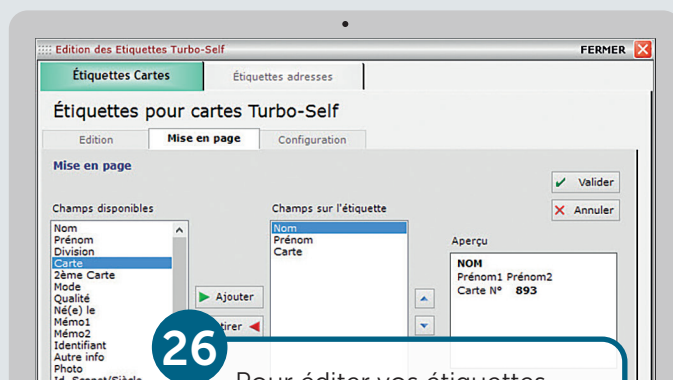 Edition des Etiquettes Turbo-Self FERMER
Étiquettes Cartes Étiquettes adresses
Étiquettes pour cartes Turbo-Self
Edition Mise en page Configuration
Mise en page
Valider
Annuler
Champs disponibles
Nom
Prénom
Division
Carte
2ème Carte
Mode
Qualité
Né(e) le
Mémo1
Mémo2
Identifiant
Autre info
Photo
Ajouter
Champs sur l'étiquette
Nom
Prénom
Carte
Aperçu
NOM
Prénom1 Prénom2
Carte N° 893
26
Pour éditer vos étiquettes